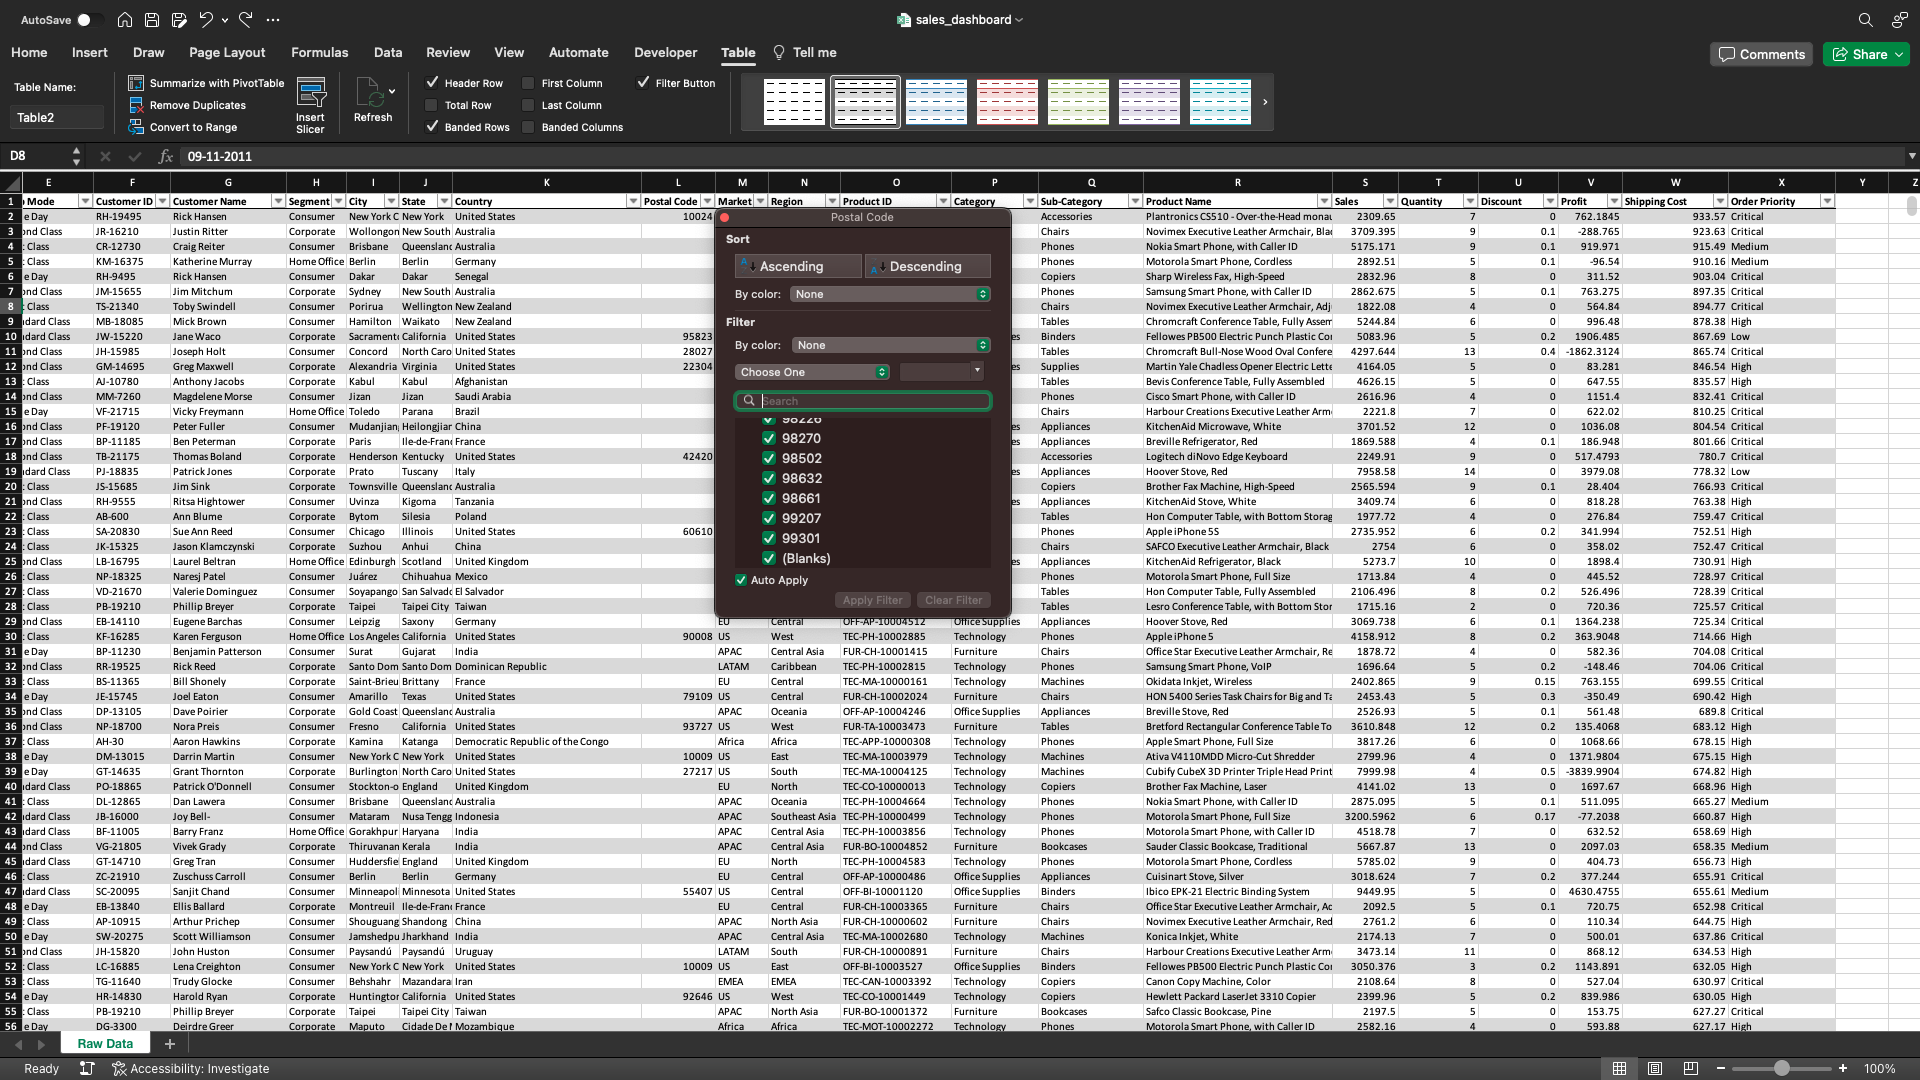 AutoSave
sales_dashboard
Home Insert Draw Page Layout Formulas Data Review View Automate Developer Table Tell me
Comments Share
Table Name:
Table2
Summarize with PivotTable
Remove Duplicates
Convert to Range
Insert
Slicer
Refresh
Header Row First Column Filter Button
Total Row Last Column
Banded Rows Banded Columns
D8 fx 09-11-2011
E F G H I J K L M N O P Q R S T U V W X Y Z
1 Mode Customer ID Customer Name Segment City State Country Postal Code Market Region Product ID Category Sub-Category Product Name Sales Quantity Discount Profit Shipping Cost Order Priority
2 e Day RH-19495 Rick Hansen Consumer New York C New York United States 10024 Accessories Plantronics CS510 - Over-the-Head monau 2309.65 7 0 762.1845 933.57 Critical
3 ond Class JR-16210 Justin Ritter Corporate Wollongon New South Australia Chairs Novimex Executive Leather Armchair, Blac 3709.395 9 0.1 -288.765 923.63 Critical
4 t Class CR-12730 Craig Reiter Consumer Brisbane Queensland Australia Phones Nokia Smart Phone, with Caller ID 5175.171 9 0.1 919.971 915.49 Medium
5 t Class KM-16375 Katherine Murray Home Office Berlin Berlin Germany Phones Motorola Smart Phone, Cordless 2892.51 5 0.1 -96.54 910.16 Medium
6 e Day RH-9495 Rick Hansen Consumer Dakar Dakar Senegal Copiers Sharp Wireless Fax, High-Speed 2832.96 8 0 311.52 903.04 Critical
7 ond Class JM-15655 Jim Mitchum Corporate Sydney New South Australia Phones Samsung Smart Phone, with Caller ID 2862.675 5 0.1 763.275 897.35 Critical
8 t Class TS-21340 Toby Swindell Consumer Porirua Wellington New Zealand Chairs Novimex Executive Leather Armchair, Adj 1822.08 4 0 564.84 894.77 Critical
9 ndard Class MB-18085 Mick Brown Consumer Hamilton Waikato New Zealand Tables Chromcraft Conference Table, Fully Assem 5244.84 6 0 996.48 878.38 High
10 ndard Class JW-15220 Jane Waco Corporate Sacramento California United States 95823 es Binders Fellowes PB500 Electric Punch Plastic Cor 5083.96 5 0.2 1906.485 867.69 Low
11 ond Class JH-15985 Joseph Holt Consumer Concord North Caro United States 28027 Tables Chromcraft Bull-Nose Wood Oval Confere 4297.644 13 0.4 -1862.3124 865.74 Critical
12 ond Class GM-14695 Greg Maxwell Corporate Alexandria Virginia United States 22304 es Supplies Martin Yale Chadless Opener Electric Lette 4164.05 5 0 83.281 846.54 High
13 t Class AJ-10780 Anthony Jacobs Corporate Kabul Kabul Afghanistan Tables Bevis Conference Table, Fully Assembled 4626.15 5 0 647.55 835.57 High
14 ond Class MM-7260 Magdelene Morse Consumer Jizan Jizan Saudi Arabia Phones Cisco Smart Phone, with Caller ID 2616.96 4 0 1151.4 832.41 Critical
15 e Day VF-21715 Vicky Freymann Home Office Toledo Parana Brazil Chairs Harbour Creations Executive Leather Arm 2221.8 7 0 622.02 810.25 Critical
16 ond Class PF-19120 Peter Fuller Consumer Mudanjiang Heilongjian China es Appliances KitchenAid Microwave, White 3701.52 12 0 1036.08 804.54 Critical
17 ond Class BP-11185 Ben Peterman Corporate Paris Ile-de-Fran France es Appliances Breville Refrigerator, Red 1869.588 4 0.1 186.948 801.66 Critical
18 ond Class TB-21175 Thomas Boland Corporate Henderson Kentucky United States 42420 Accessories Logitech diNovo Edge Keyboard 2249.91 9 0 517.4793 780.7 Critical
19 ndard Class PJ-18835 Patrick Jones Corporate Prato Tuscany Italy es Appliances Hoover Stove, Red 7958.58 14 0 3979.08 778.32 Low
20 t Class JS-15685 Jim Sink Corporate Townsville Queensland Australia Copiers Brother Fax Machine, High-Speed 2565.594 9 0.1 28.404 766.93 Critical
21 ond Class RH-9555 Ritsa Hightower Consumer Uvinza Kigoma Tanzania es Appliances KitchenAid Stove, White 3409.74 6 0 818.28 763.38 High
22 t Class AB-600 Ann Blume Corporate Bytom Silesia Poland Tables Hon Computer Table, with Bottom Storag 1977.72 4 0 276.84 759.47 Critical
23 t Class SA-20830 Sue Ann Reed Consumer Chicago Illinois United States 60610 Phones Apple iPhone 5S 2735.952 6 0.2 341.994 752.51 High
24 t Class JK-15325 Jason Klamczynski Corporate Suzhou Anhui China Chairs SAFCO Executive Leather Armchair, Black 2754 6 0 358.02 752.47 Critical
25 ond Class LB-16795 Laurel Beltran Home Office Edinburgh Scotland United Kingdom es Appliances KitchenAid Refrigerator, Black 5273.7 10 0 1898.4 730.91 High
26 t Class NP-18325 Naresj Patel Consumer Juárez Chihuahua Mexico Phones Motorola Smart Phone, Full Size 1713.84 4 0 445.52 728.97 Critical
27 t Class VD-21670 Valerie Dominguez Consumer Soyapango San Salvado El Salvador Tables Hon Computer Table, Fully Assembled 2106.496 8 0.2 526.496 728.39 Critical
28 t Class PB-19210 Phillip Breyer Corporate Taipei Taipei City Taiwan Tables Lesro Conference Table, with Bottom Stor 1715.16 2 0 720.36 725.57 Critical
29 ond Class EB-14110 Eugene Barchas Consumer Leipzig Saxony Germany EU Central OFF-AP-10004512 Office Supplies Appliances Hoover Stove, Red 3069.738 6 0.1 1364.238 725.34 Critical
30 ond Class KF-16285 Karen Ferguson Home Office Los Angeles California United States 90008 US West TEC-PH-10002885 Technology Phones Apple iPhone 5 4158.912 8 0.2 363.9048 714.66 High
31 e Day BP-11230 Benjamin Patterson Consumer Surat Gujarat India APAC Central Asia FUR-CH-10001415 Furniture Chairs Office Star Executive Leather Armchair, Re 1878.72 4 0 582.36 704.08 Critical
32 ond Class RR-19525 Rick Reed Corporate Santo Dom Santo Dom Dominican Republic LATAM Caribbean TEC-PH-10002815 Technology Phones Samsung Smart Phone, VoIP 1696.64 5 0.2 -148.46 704.06 Critical
33 t Class BS-11365 Bill Shonely Corporate Saint-Brieu Brittany France EU Central TEC-MA-10000161 Technology Machines Okidata Inkjet, Wireless 2402.865 9 0.15 763.155 699.55 Critical
34 e Day JE-15745 Joel Eaton Consumer Amarillo Texas United States 79109 US Central FUR-CH-10002024 Furniture Chairs HON 5400 Series Task Chairs for Big and Ta 2453.43 5 0.3 -350.49 690.42 High
35 ond Class DP-13105 Dave Poirier Corporate Gold Coast Queensland Australia APAC Oceania OFF-AP-10004246 Office Supplies Appliances Breville Stove, Red 2526.93 5 0.1 561.48 689.8 Critical
36 ond Class NP-18700 Nora Preis Consumer Fresno California United States 93727 US West FUR-TA-10003473 Furniture Tables Bretford Rectangular Conference Table To 3610.848 12 0.2 135.4068 683.12 High
37 t Class AH-30 Aaron Hawkins Corporate Kamina Katanga Democratic Republic of the Congo Africa Africa TEC-APP-10000308 Technology Phones Apple Smart Phone, Full Size 3817.26 6 0 1068.66 678.15 High
38 e Day DM-13015 Darrin Martin Consumer New York C New York United States 10009 US East TEC-MA-10003979 Technology Machines Ativa V4110MDD Micro-Cut Shredder 2799.96 4 0 1371.9804 675.15 High
39 e Day GT-14635 Grant Thornton Corporate Burlington North Caro United States 27217 US South TEC-MA-10004125 Technology Machines Cubify CubeX 3D Printer Triple Head Print 7999.98 4 0.5 -3839.9904 674.82 High
40 ond Class PO-18865 Patrick O'Donnell Consumer Stockton-o England United Kingdom EU North TEC-CO-10000013 Technology Copiers Brother Fax Machine, Laser 4141.02 13 0 1697.67 668.96 High
41 t Class DL-12865 Dan Lawera Consumer Brisbane Queensland Australia APAC Oceania TEC-PH-10004664 Technology Phones Nokia Smart Phone, with Caller ID 2875.095 5 0.1 511.095 665.27 Medium
42 ndard Class JB-16000 Joy Bell- Consumer Mataram Nusa Tengg Indonesia APAC Southeast Asia TEC-PH-10000499 Technology Phones Motorola Smart Phone, Full Size 3200.5962 6 0.17 -77.2038 660.87 High
43 ond Class BF-11005 Barry Franz Home Office Gorakhpur Haryana India APAC Central Asia TEC-PH-10003856 Technology Phones Motorola Smart Phone, with Caller ID 4518.78 7 0 632.52 658.69 High
44 ond Class VG-21805 Vivek Grady Corporate Thiruvanan Kerala India APAC Central Asia FUR-BO-10004852 Furniture Bookcases Sauder Classic Bookcase, Traditional 5667.87 13 0 2097.03 658.35 Medium
45 ndard Class GT-14710 Greg Tran Consumer Huddersfie England United Kingdom EU North TEC-PH-10004583 Technology Phones Motorola Smart Phone, Cordless 5785.02 9 0 404.73 656.73 High
46 t Class ZC-21910 Zuschuss Carroll Consumer Berlin Berlin Germany EU Central OFF-AP-10000486 Office Supplies Appliances Cuisinart Stove, Silver 3018.624 7 0.2 377.244 655.91 Critical
47 ndard Class SC-20095 Sanjit Chand Consumer Minneapoli Minnesota United States 55407 US Central OFF-BI-10001120 Office Supplies Binders Ibico EPK-21 Electric Binding System 9449.95 5 0 4630.4755 655.61 Medium
48 e Day EB-13840 Ellis Ballard Corporate Montreuil Ile-de-Fran France EU Central FUR-CH-10003365 Furniture Chairs Office Star Executive Leather Armchair, Ad 2092.5 5 0.1 720.75 652.98 Critical
49 t Class AP-10915 Arthur Prichep Consumer Shouguang Shandong China APAC North Asia FUR-CH-10000602 Furniture Chairs Novimex Executive Leather Armchair, Red 2761.2 6 0 110.34 644.75 High
50 e Day SW-20275 Scott Williamson Consumer Jamshedpu Jharkhand India APAC Central Asia TEC-MA-10002680 Technology Machines Konica Inkjet, White 2174.13 7 0 500.01 637.86 Critical
51 ond Class JH-15820 John Huston Consumer Paysandú Paysandú Uruguay LATAM South FUR-CH-10000891 Furniture Chairs Harbour Creations Executive Leather Arm 3473.14 11 0 868.12 634.53 High
52 t Class LC-16885 Lena Creighton Consumer New York C New York United States 10009 US East OFF-BI-10003527 Office Supplies Binders Fellowes PB500 Electric Punch Plastic Cor 3050.376 3 0.2 1143.891 632.05 High
53 t Class TG-11640 Trudy Glocke Consumer Behshahr Mazandara Iran EMEA EMEA TEC-CAN-10003392 Technology Copiers Canon Copy Machine, Color 2108.64 8 0 527.04 630.97 Critical
54 e Day HR-14830 Harold Ryan Corporate Huntington California United States 92646 US West TEC-CO-10001449 Technology Copiers Hewlett Packard LaserJet 3310 Copier 2399.96 5 0.2 839.986 630.05 High
55 t Class PB-19210 Phillip Breyer Corporate Taipei Taipei City Taiwan APAC North Asia FUR-BO-10001372 Furniture Bookcases Safco Classic Bookcase, Pine 2197.5 5 0 153.75 627.27 Critical
56 e Day DG-3300 Deirdre Greer Corporate Maputo Cidade De M Mozambique Africa Africa TEC-MOT-10002272 Technology Phones Motorola Smart Phone, with Caller ID 2582.16 4 0 593.88 627.17 High
Postal Code
Sort
Ascending Descending
By color: None
Filter
By color: None
Choose One
Search
98226
98270
98502
98632
98661
99207
99301
(Blanks)
Auto Apply
Apply Filter Clear Filter
Raw Data
Ready Accessibility: Investigate 100%